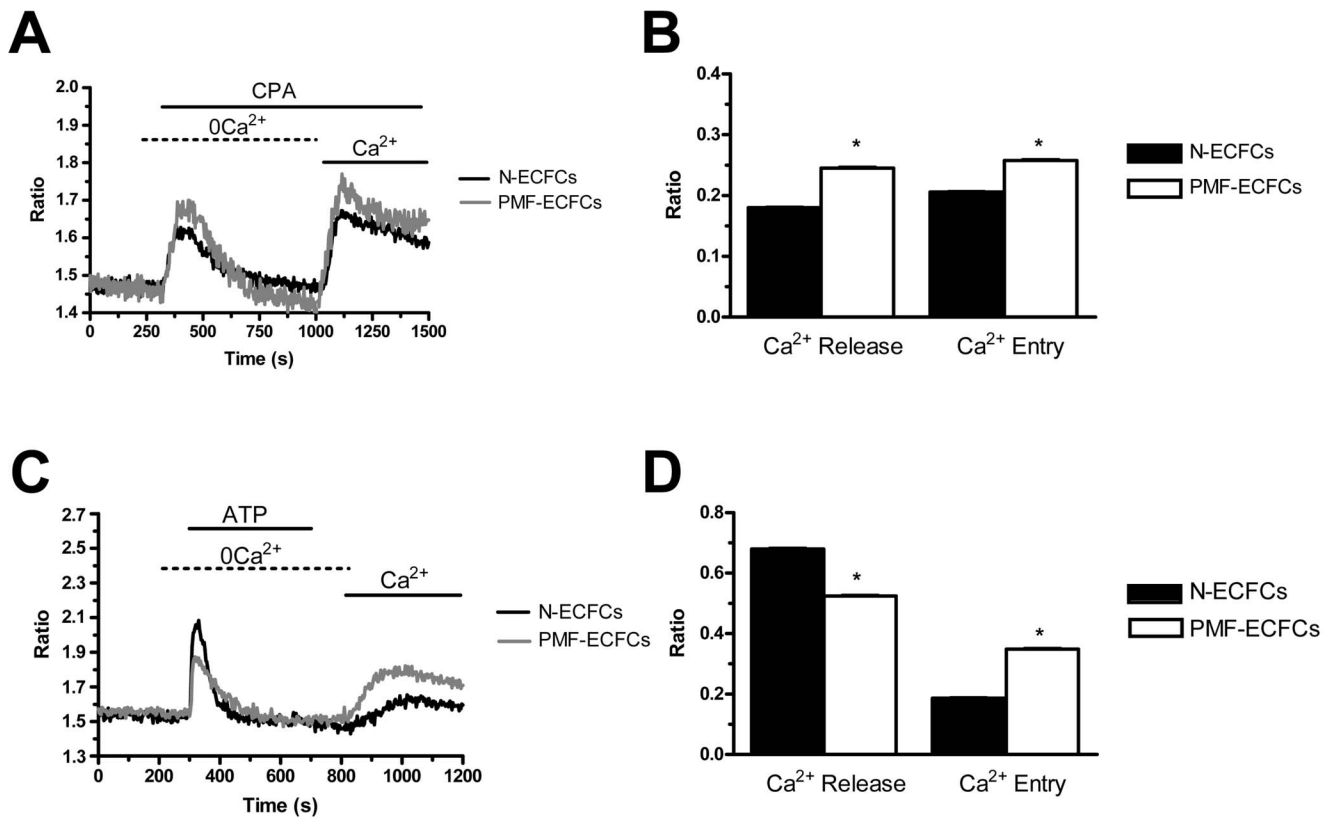 A
2.0
1.9
1.8
1.7
1.6
1.5
1.4
Ratio
CPA
0Ca²⁺
Ca²⁺
N-ECFCs
PMF-ECFCs
0 250 500 750 1000 1250 1500
Time (s)
B
0.4
0.3
0.2
0.1
0.0
Ratio
* *
N-ECFCs
PMF-ECFCs
Ca²⁺ Release Ca²⁺ Entry
C
2.7
2.5
2.3
2.1
1.9
1.7
1.5
1.3
Ratio
ATP
0Ca²⁺
Ca²⁺
N-ECFCs
PMF-ECFCs
0 200 400 600 800 1000 1200
Time (s)
D
0.8
0.6
0.4
0.2
0.0
Ratio
* *
N-ECFCs
PMF-ECFCs
Ca²⁺ Release Ca²⁺ Entry